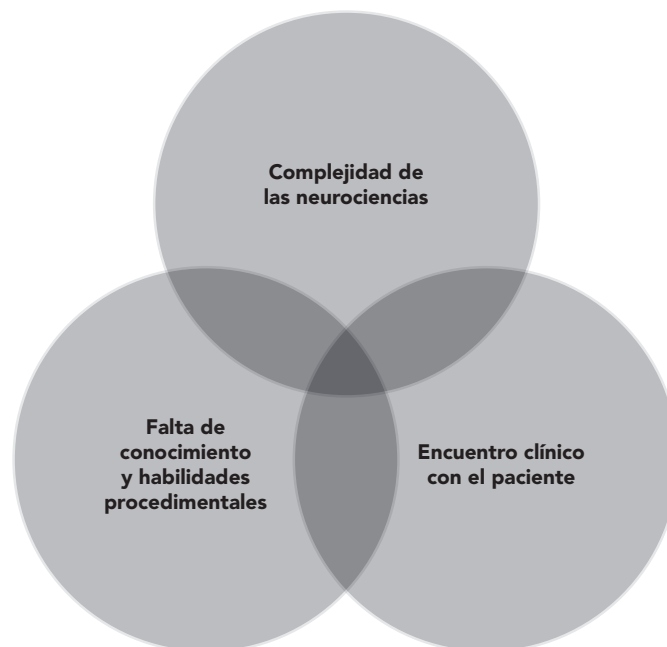 Complejidad de
las neurociencias
Falta de
conocimiento
y habilidades
procedimentales
Encuentro clínico
con el paciente